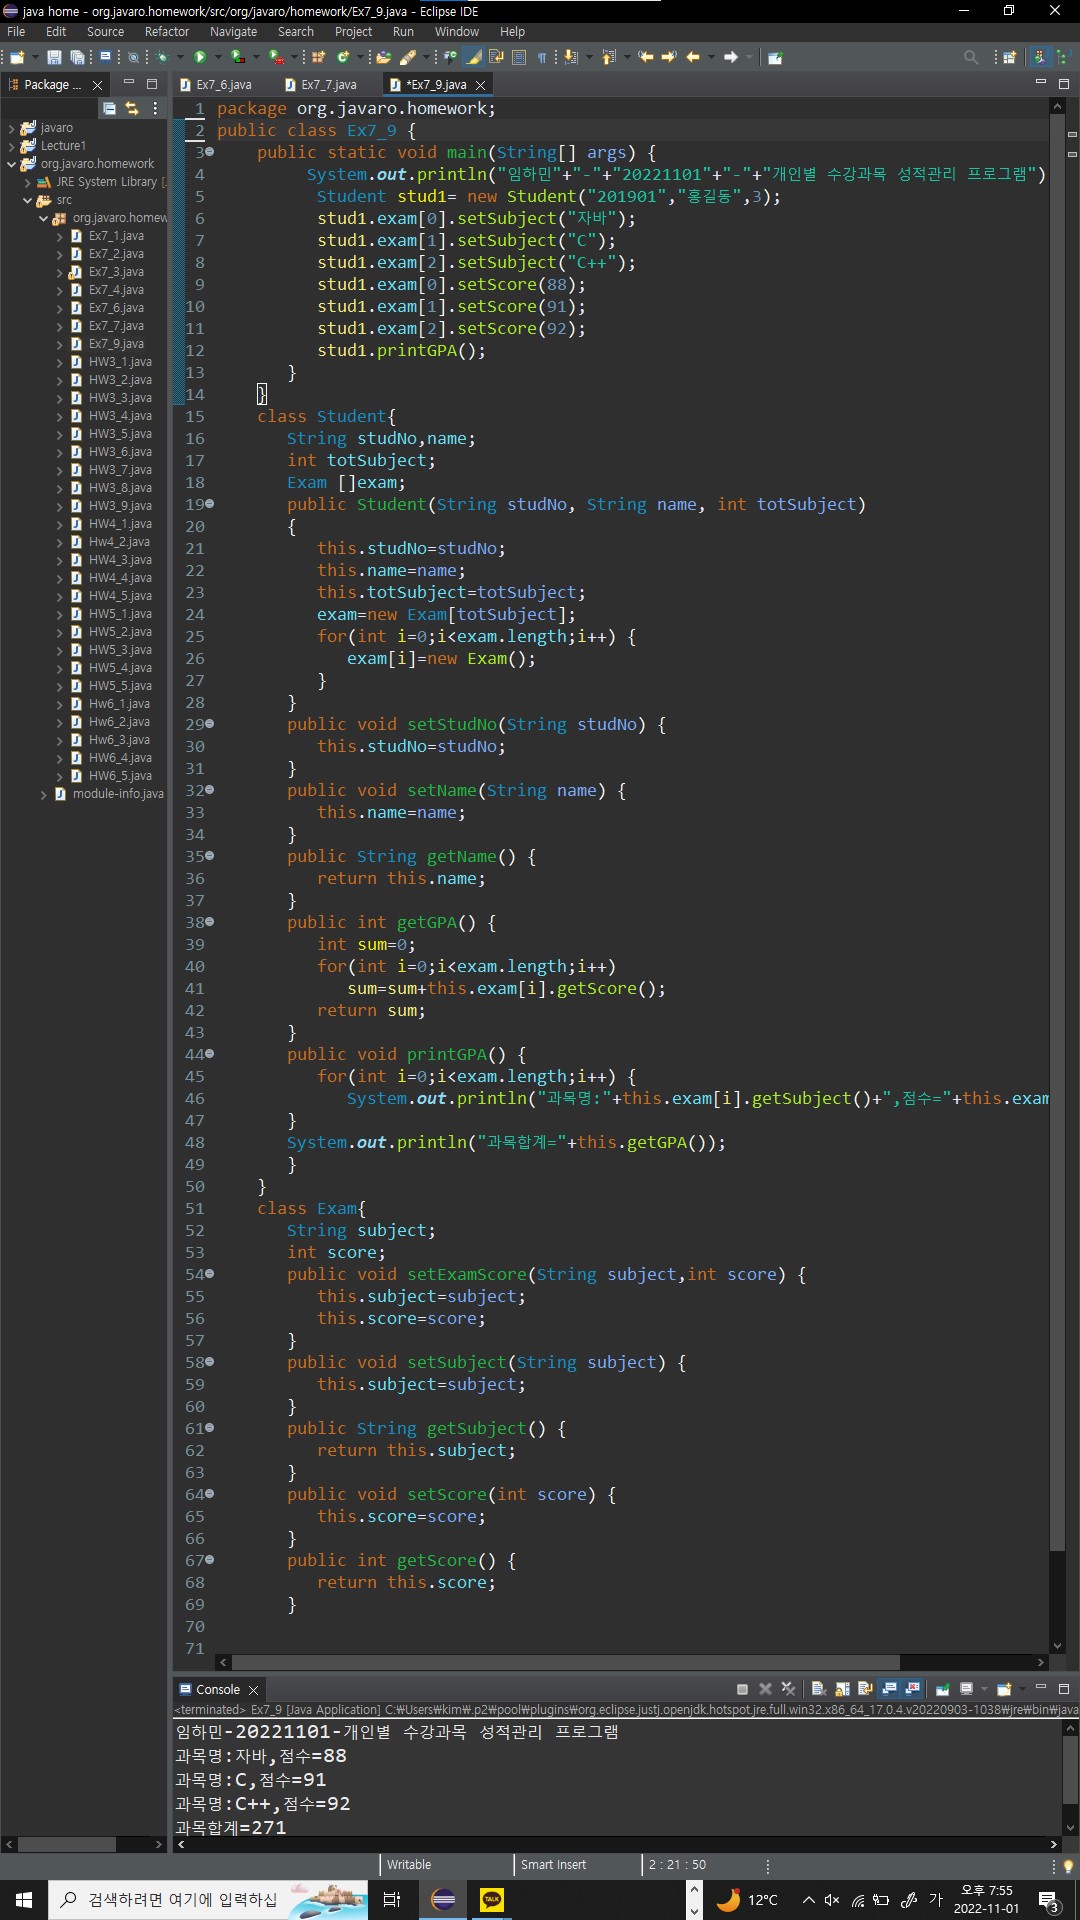 java home - org.javaro.homework/src/org/javaro/homework/Ex7_9.java - Eclipse IDE
File Edit Source Refactor Navigate Search Project Run Window Help
Package ...
Ex7_6.java Ex7_7.java *Ex7_9.java
javaro
Lecture1
org.javaro.homework
JRE System Library [
src
org.javaro.homew
Ex7_1.java
Ex7_2.java
Ex7_3.java
Ex7_4.java
Ex7_6.java
Ex7_7.java
Ex7_9.java
HW3_1.java
HW3_2.java
HW3_3.java
HW3_4.java
HW3_5.java
HW3_6.java
HW3_7.java
HW3_8.java
HW3_9.java
HW4_1.java
Hw4_2.java
HW4_3.java
HW4_4.java
HW4_5.java
HW5_1.java
HW5_2.java
HW5_3.java
HW5_4.java
HW5_5.java
Hw6_1.java
Hw6_2.java
Hw6_3.java
HW6_4.java
HW6_5.java
module-info.java
1 package org.javaro.homework;
2 public class Ex7_9 {
3 public static void main(String[] args) {
4 System.out.println("임하민"+"-"+"20221101"+"-"+"개인별 수강과목 성적관리 프로그램")
5 Student stud1= new Student("201901","홍길동",3);
6 stud1.exam[0].setSubject("자바");
7 stud1.exam[1].setSubject("C");
8 stud1.exam[2].setSubject("C++");
9 stud1.exam[0].setScore(88);
10 stud1.exam[1].setScore(91);
11 stud1.exam[2].setScore(92);
12 stud1.printGPA();
13 }
14 }
15 class Student{
16 String studNo,name;
17 int totSubject;
18 Exam []exam;
19 public Student(String studNo, String name, int totSubject)
20 {
21 this.studNo=studNo;
22 this.name=name;
23 this.totSubject=totSubject;
24 exam=new Exam[totSubject];
25 for(int i=0;i<exam.length;i++) {
26 exam[i]=new Exam();
27 }
28 }
29 public void setStudNo(String studNo) {
30 this.studNo=studNo;
31 }
32 public void setName(String name) {
33 this.name=name;
34 }
35 public String getName() {
36 return this.name;
37 }
38 public int getGPA() {
39 int sum=0;
40 for(int i=0;i<exam.length;i++)
41 sum=sum+this.exam[i].getScore();
42 return sum;
43 }
44 public void printGPA() {
45 for(int i=0;i<exam.length;i++) {
46 System.out.println("과목명:"+this.exam[i].getSubject()+",점수="+this.exam
47 }
48 System.out.println("과목합계="+this.getGPA());
49 }
50 }
51 class Exam{
52 String subject;
53 int score;
54 public void setExamScore(String subject,int score) {
55 this.subject=subject;
56 this.score=score;
57 }
58 public void setSubject(String subject) {
59 this.subject=subject;
60 }
61 public String getSubject() {
62 return this.subject;
63 }
64 public void setScore(int score) {
65 this.score=score;
66 }
67 public int getScore() {
68 return this.score;
69 }
70
71
Console
<terminated> Ex7_9 [Java Application] C:₩Users₩kim₩.p2₩pool₩plugins₩org.eclipse.justj.openjdk.hotspot.jre.full.win32.x86_64_17.0.4.v20220903-1038₩jre₩bin₩java
임하민-20221101-개인별 수강과목 성적관리 프로그램
과목명:자바,점수=88
과목명:C,점수=91
과목명:C++,점수=92
과목합계=271
Writable Smart Insert 2 : 21 : 50
검색하려면 여기에 입력하십
TALK
12°C
가
오후 7:55
2022-11-01
3